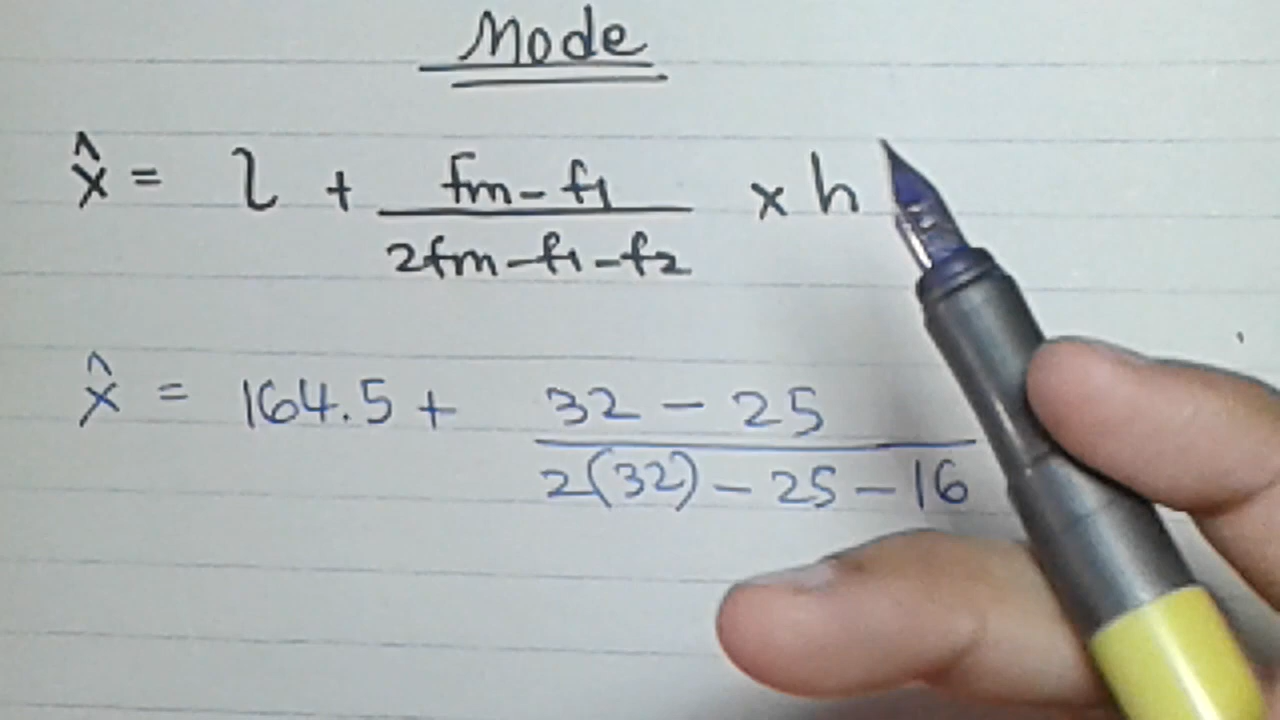 Mode
x̂ = l + fm - f1 / 2fm - f1 - f2 × h
x̂ = 164.5 + 32 - 25 / 2(32) - 25 - 16